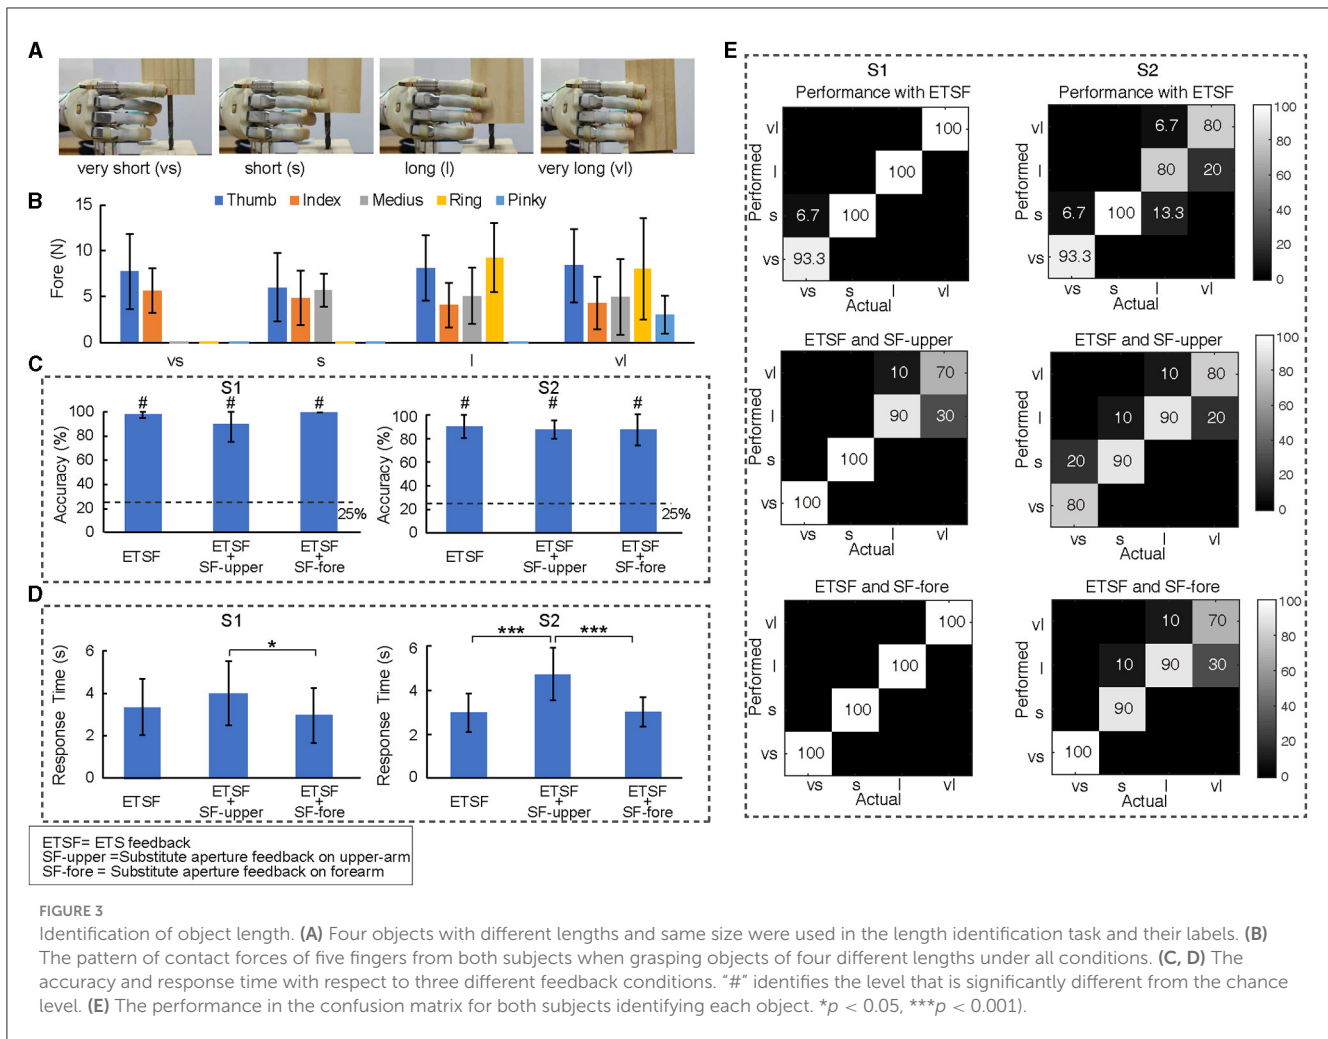 A
very short (vs)
short (s)
long (l)
very long (vl)
B
Thumb Index Medius Ring Pinky
Fore (N)
15
10
5
0
vs s l vl
C
S1
Accuracy (%)
100
80
60
40
20
0
# # #
25%
ETSF
ETSF + SF-upper
ETSF + SF-fore
S2
Accuracy (%)
100
80
60
40
20
0
# # #
25%
ETSF
ETSF + SF-upper
ETSF + SF-fore
D
S1
Response Time (s)
6
4
2
0
*
ETSF
ETSF + SF-upper
ETSF + SF-fore
S2
Response Time (s)
6
4
2
0
*** ***
ETSF
ETSF + SF-upper
ETSF + SF-fore
ETSF= ETS feedback
SF-upper =Substitute aperture feedback on upper-arm
SF-fore = Substitute aperture feedback on forearm
E
S1
Performance with ETSF
Performed
vl 100
l 100
s 6.7 100
vs 93.3
vs s l vl
Actual
S2
Performance with ETSF
Performed
vl 6.7 80
l 80 20
s 6.7 100 13.3
vs 93.3
vs s l vl
Actual
100
80
60
40
20
0
ETSF and SF-upper
Performed
vl 10 70
l 90 30
s 100
vs 100
vs s l vl
Actual
ETSF and SF-upper
Performed
vl 10 80
l 10 90 20
s 20 90
vs 80
vs s l vl
Actual
100
80
60
40
20
0
ETSF and SF-fore
Performed
vl 100
l 100
s 100
vs 100
vs s l vl
Actual
ETSF and SF-fore
Performed
vl 10 70
l 10 90 30
s 90
vs 100
vs s l vl
Actual
100
80
60
40
20
0
FIGURE 3
Identification of object length. (A) Four objects with different lengths and same size were used in the length identification task and their labels. (B)
The pattern of contact forces of five fingers from both subjects when grasping objects of four different lengths under all conditions. (C, D) The
accuracy and response time with respect to three different feedback conditions. “#” identifies the level that is significantly different from the chance
level. (E) The performance in the confusion matrix for both subjects identifying each object. *p < 0.05, ***p < 0.001).